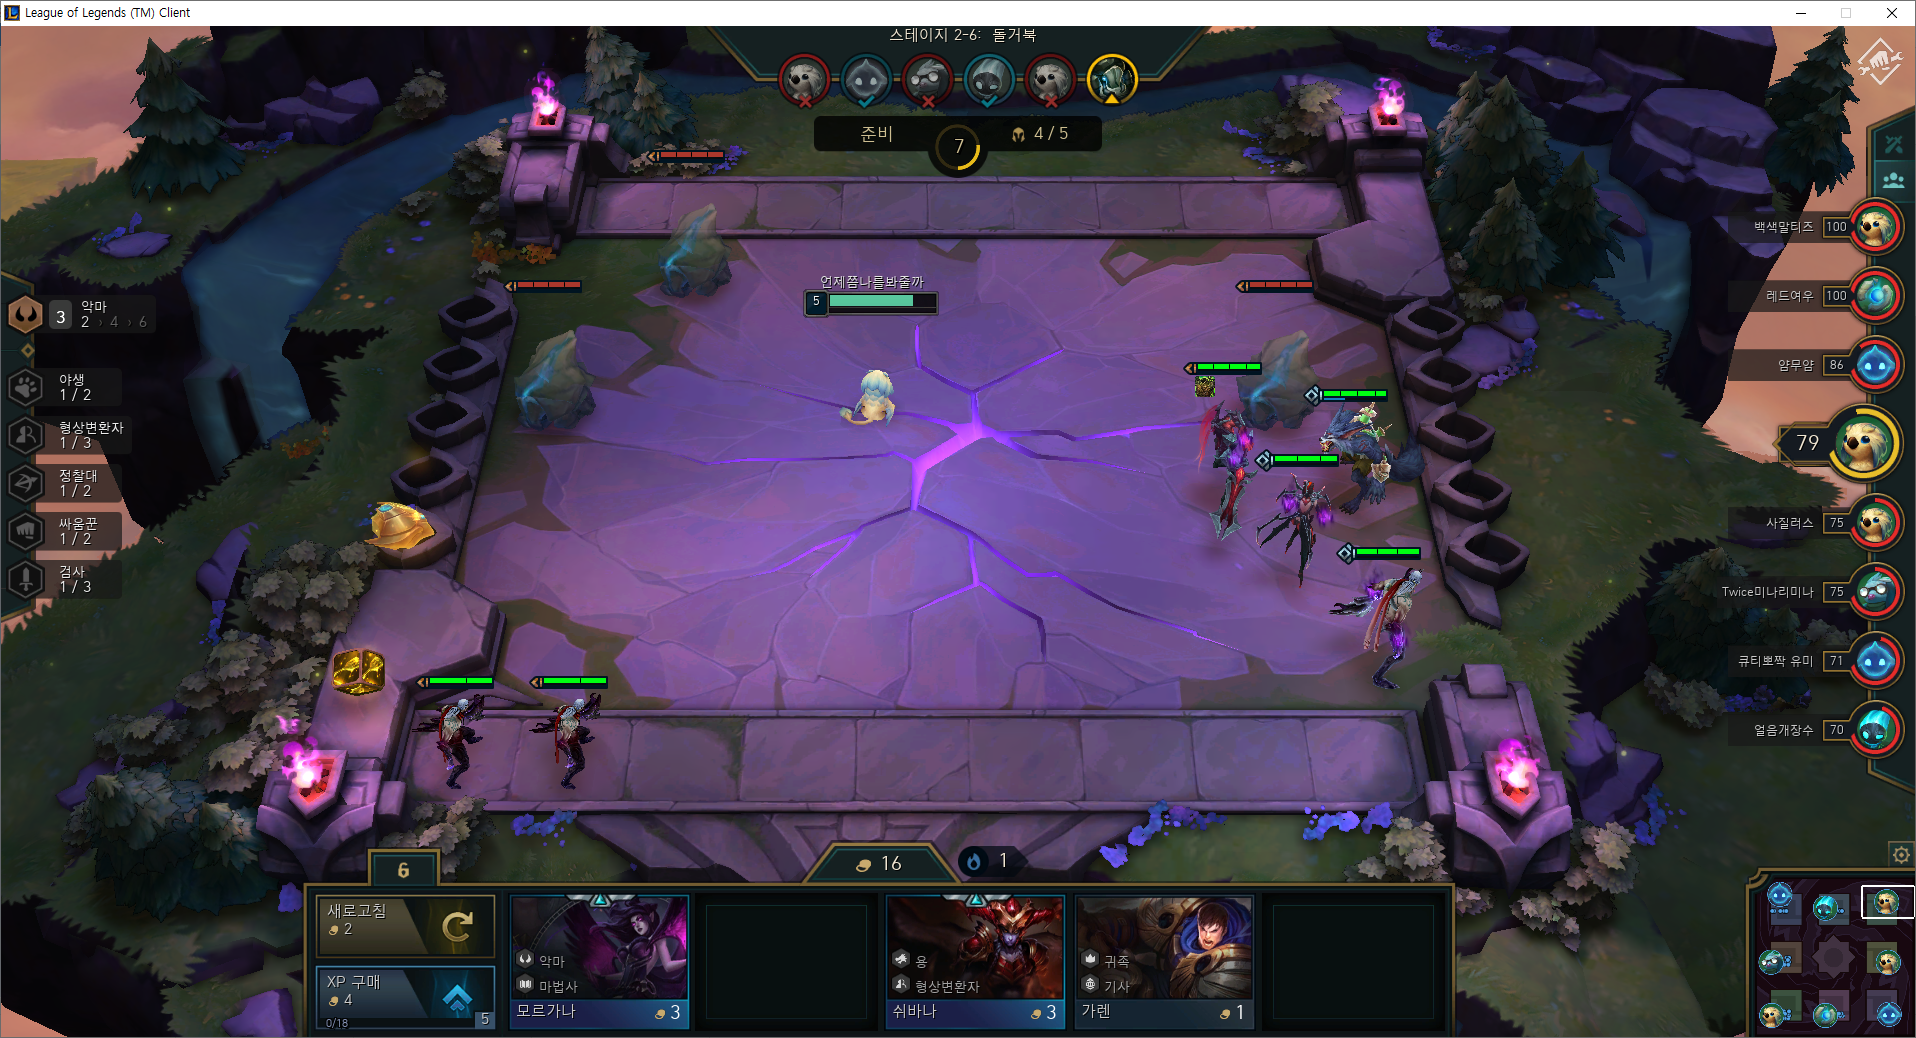 League of Legends (TM) Client
스테이지 2-6: 돌거북
준비
7
4 / 5
언제쯤나를봐줄까
5
3
악마
2 › 4 › 6
야생
1 / 2
형상변환자
1 / 3
정찰대
1 / 2
싸움꾼
1 / 2
검사
1 / 3
백색말티즈 100
레드여우 100
얌무얌 86
79
사질러스 75
Twice미나리미나 75
큐티뽀짝 유미 71
얼음개장수 70
6
16
1
새로고침
2
XP 구매
4
0/18
5
악마
마법사
모르가나 3
용
형상변환자
쉬바나 3
귀족
기사
가렌 1